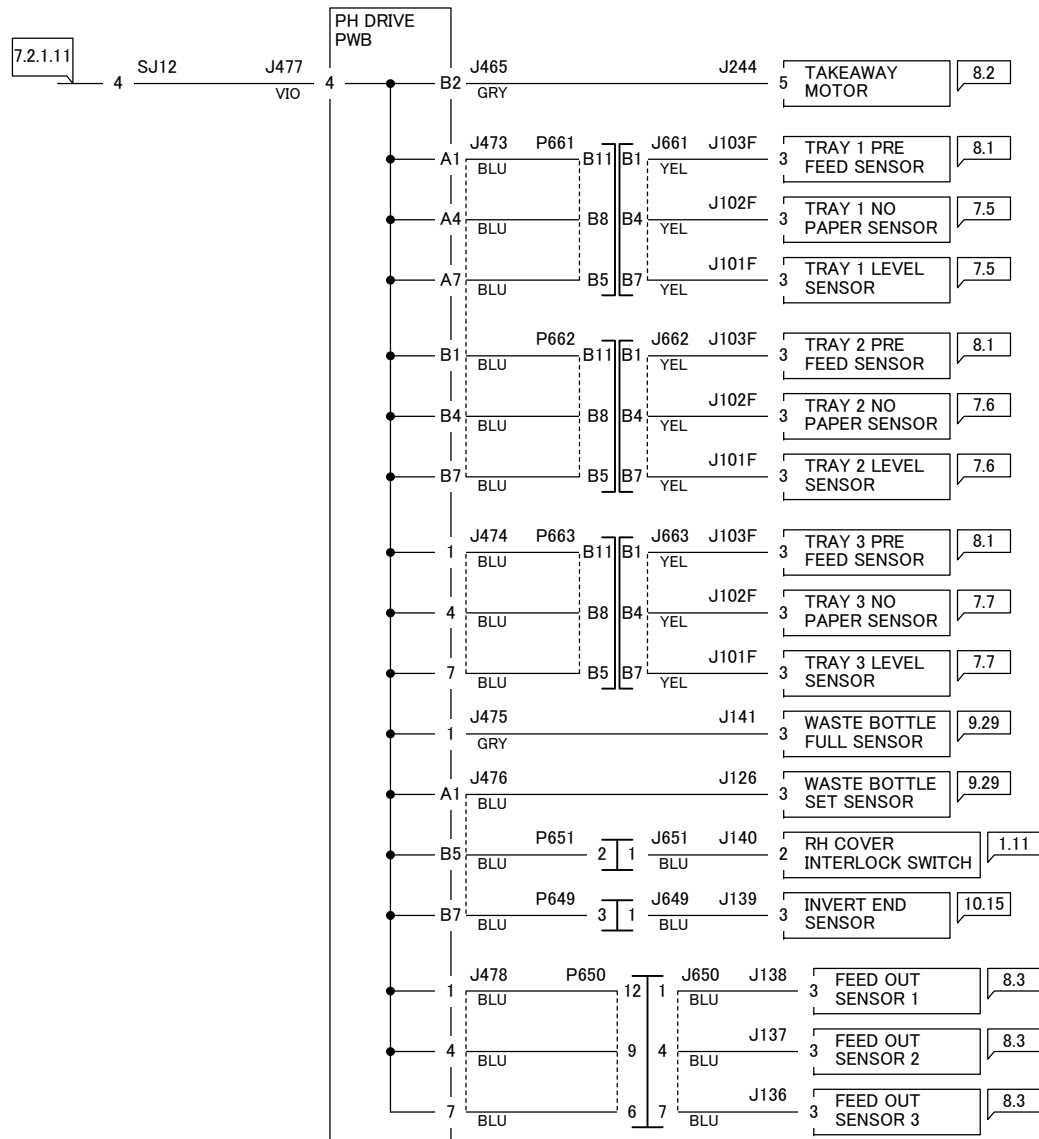 PH DRIVE
PWB
7.2.1.11
4 SJ12 J477 4 B2 J465 J244 5 TAKEAWAY 8.2
VIO GRY MOTOR
A1 J473 P661 B11 B1 J661 J103F 3 TRAY 1 PRE 8.1
BLU YEL FEED SENSOR
A4 B8 B4 J102F 3 TRAY 1 NO 7.5
BLU YEL PAPER SENSOR
A7 B5 B7 J101F 3 TRAY 1 LEVEL 7.5
BLU YEL SENSOR
B1 P662 B11 B1 J662 J103F 3 TRAY 2 PRE 8.1
BLU YEL FEED SENSOR
B4 B8 B4 J102F 3 TRAY 2 NO 7.6
BLU YEL PAPER SENSOR
B7 B5 B7 J101F 3 TRAY 2 LEVEL 7.6
BLU YEL SENSOR
1 J474 P663 B11 B1 J663 J103F 3 TRAY 3 PRE 8.1
BLU YEL FEED SENSOR
4 B8 B4 J102F 3 TRAY 3 NO 7.7
BLU YEL PAPER SENSOR
7 B5 B7 J101F 3 TRAY 3 LEVEL 7.7
BLU YEL SENSOR
1 J475 J141 3 WASTE BOTTLE 9.29
GRY FULL SENSOR
A1 J476 J126 3 WASTE BOTTLE 9.29
BLU SET SENSOR
B5 P651 2 1 J651 J140 2 RH COVER 1.11
BLU BLU INTERLOCK SWITCH
B7 P649 3 1 J649 J139 3 INVERT END 10.15
BLU BLU SENSOR
1 J478 P650 12 1 J650 J138 3 FEED OUT 8.3
BLU BLU SENSOR 1
4 9 4 J137 3 FEED OUT 8.3
BLU BLU SENSOR 2
7 6 7 J136 3 FEED OUT 8.3
BLU BLU SENSOR 3